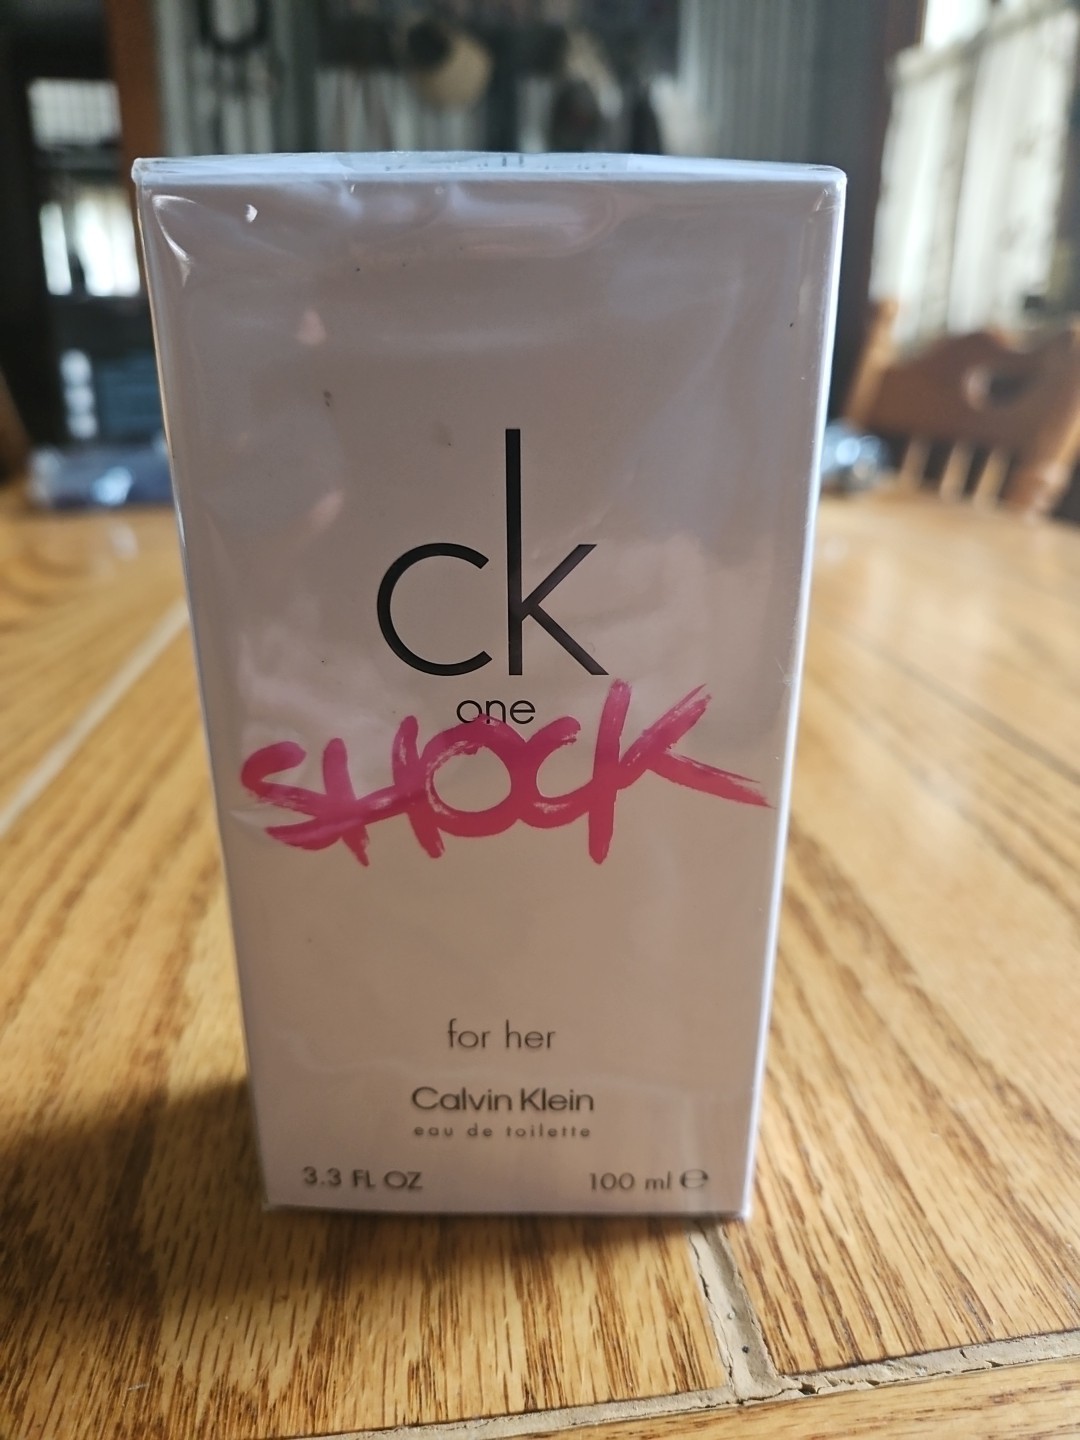 ck
one
SHOCK
for her
Calvin Klein
eau de toilette
3.3 FL OZ 100 ml ℮